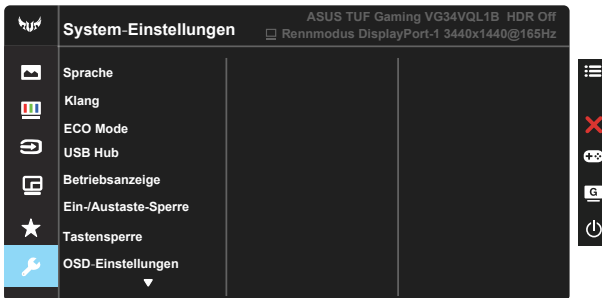 System-Einstellungen
ASUS TUF Gaming VG34VQL1B HDR Off
Rennmodus DisplayPort-1 3440x1440@165Hz
Sprache
Klang
ECO Mode
USB Hub
Betriebsanzeige
Ein-/Austaste-Sperre
Tastensperre
OSD-Einstellungen
G